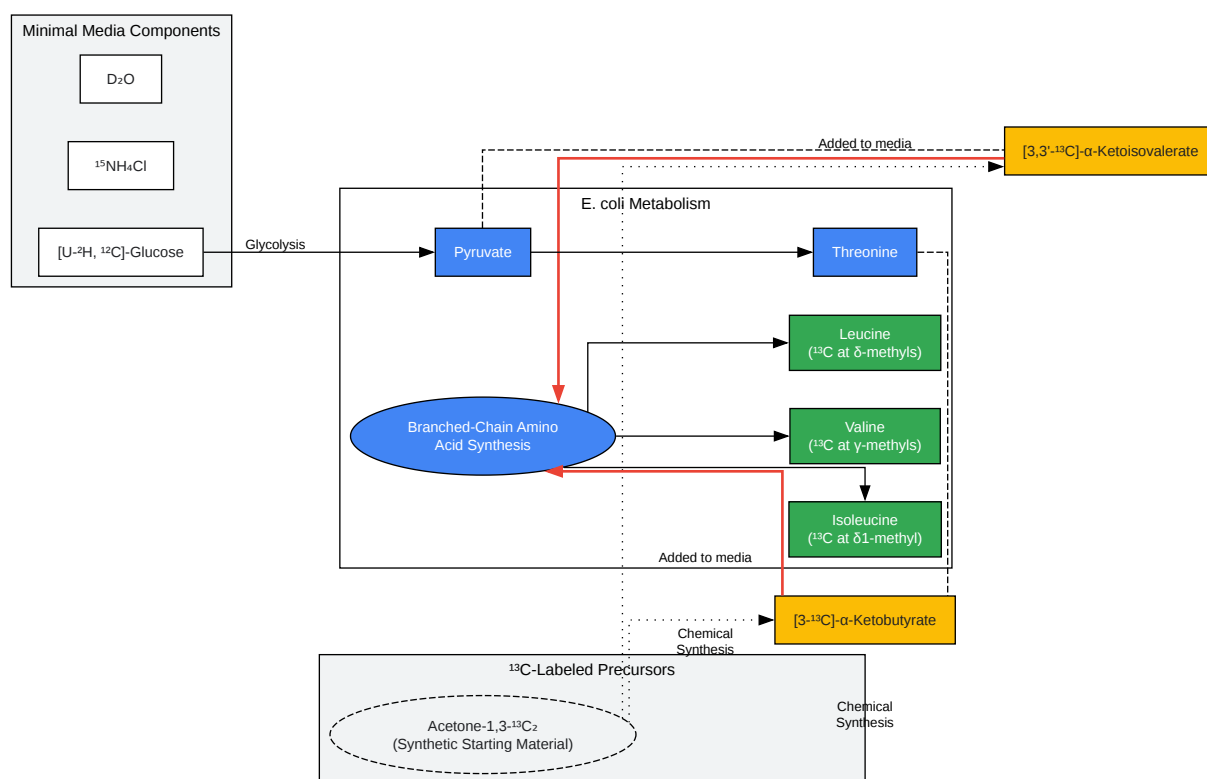 Minimal Media Components
D₂O
¹⁵NH₄Cl
[U-²H, ¹²C]-Glucose
Glycolysis
Added to media
[3,3'-¹³C]-α-Ketoisovalerate
E. coli Metabolism
Pyruvate
Threonine
Leucine
(¹³C at δ-methyls)
Branched-Chain Amino
Acid Synthesis
Valine
(¹³C at γ-methyls)
Isoleucine
(¹³C at δ1-methyl)
Added to media
[3-¹³C]-α-Ketobutyrate
Chemical
Synthesis
¹³C-Labeled Precursors
Acetone-1,3-¹³C₂
(Synthetic Starting Material)
Chemical
Synthesis